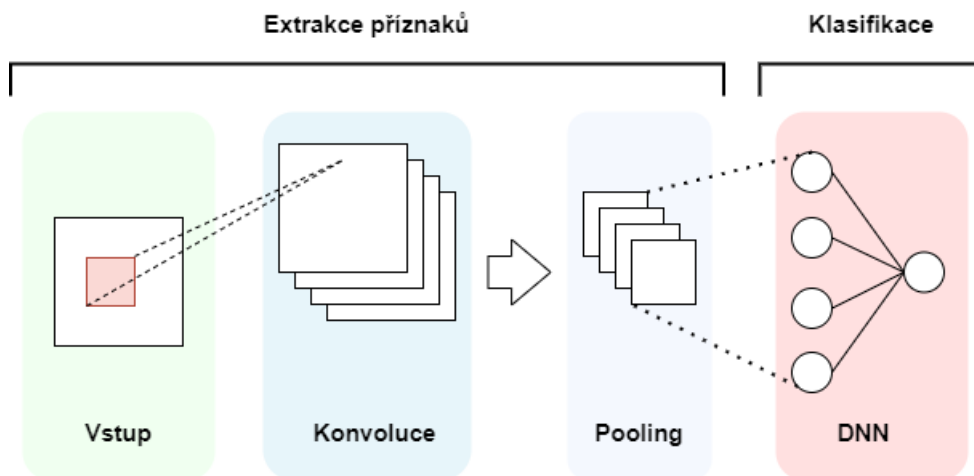 Extrakce příznaků
Klasifikace
Vstup
Konvoluce
Pooling
DNN